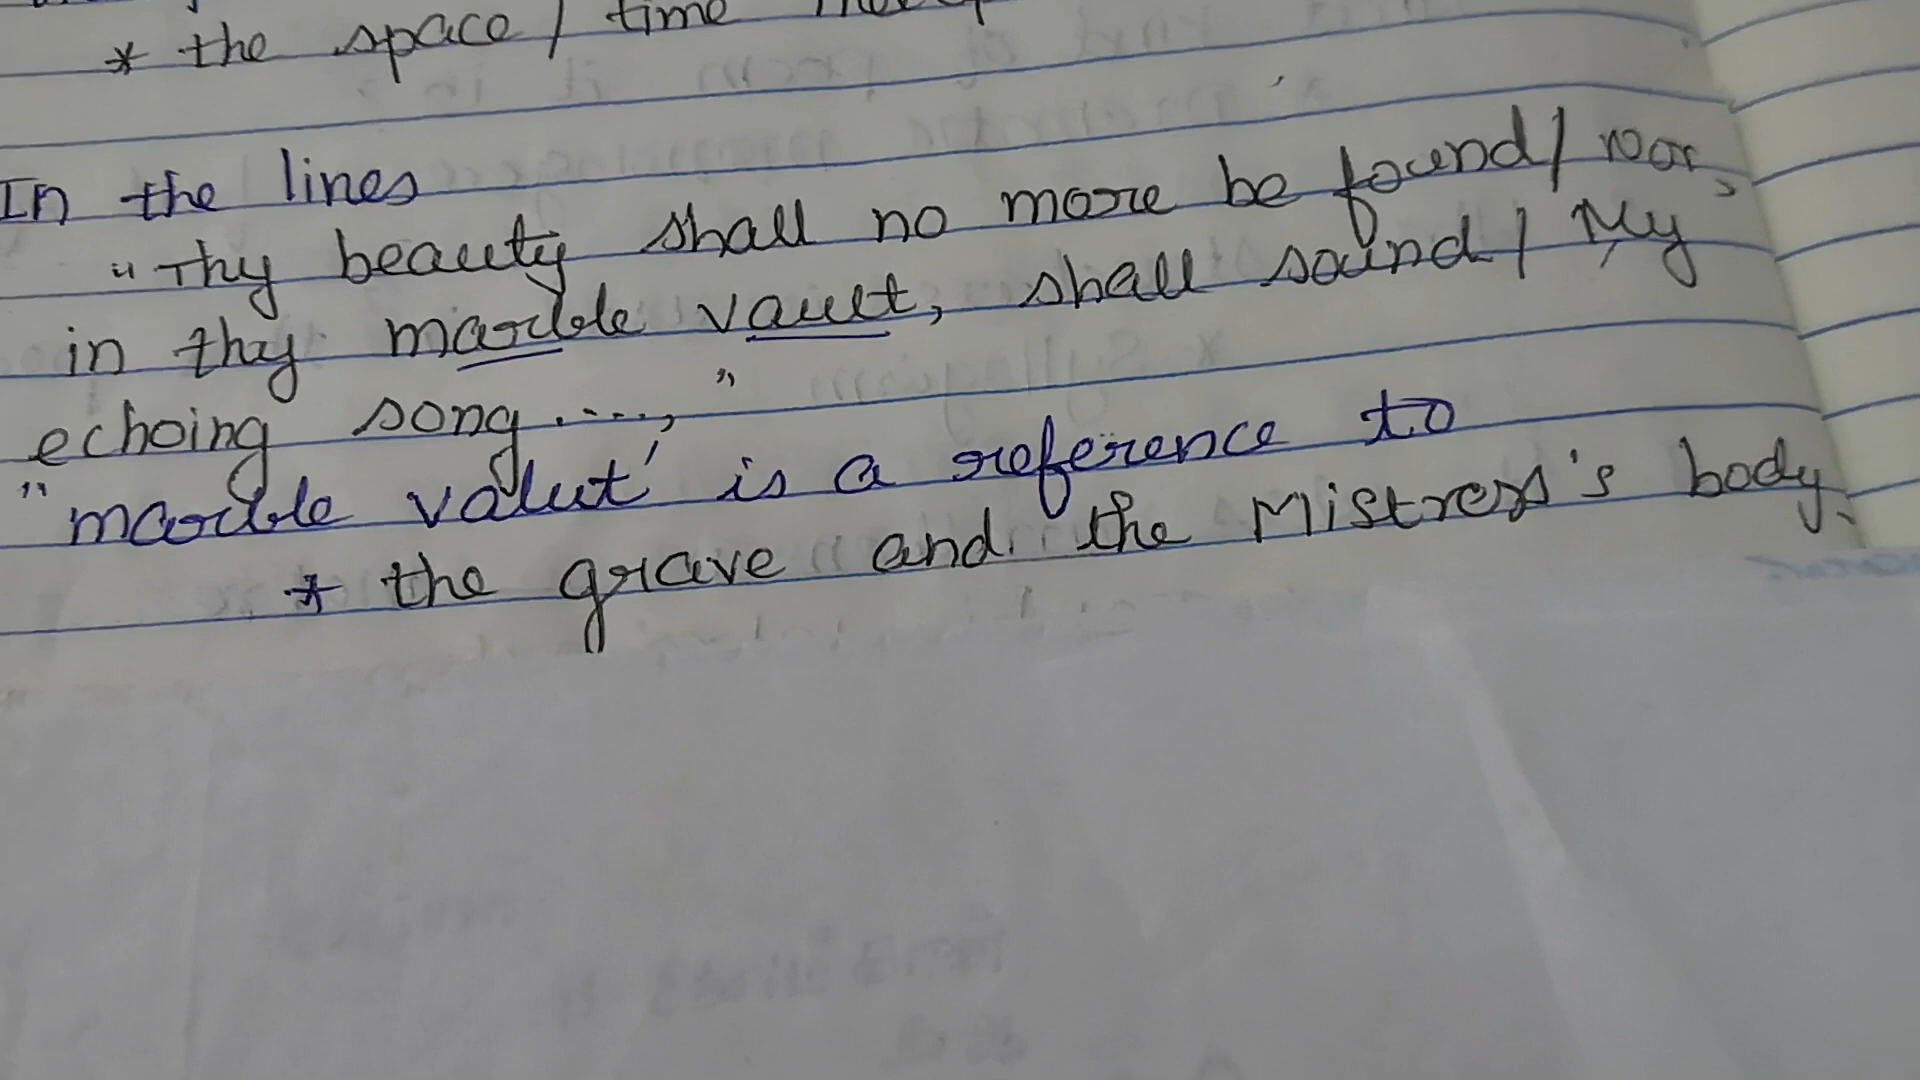 * the space / time
In the lines
"Thy beauty shall no more be found / nor,
in thy marble vault, shall sound / My
echoing song....,"
"marble valut' is a reference to
* the grave and the Mistress's body.